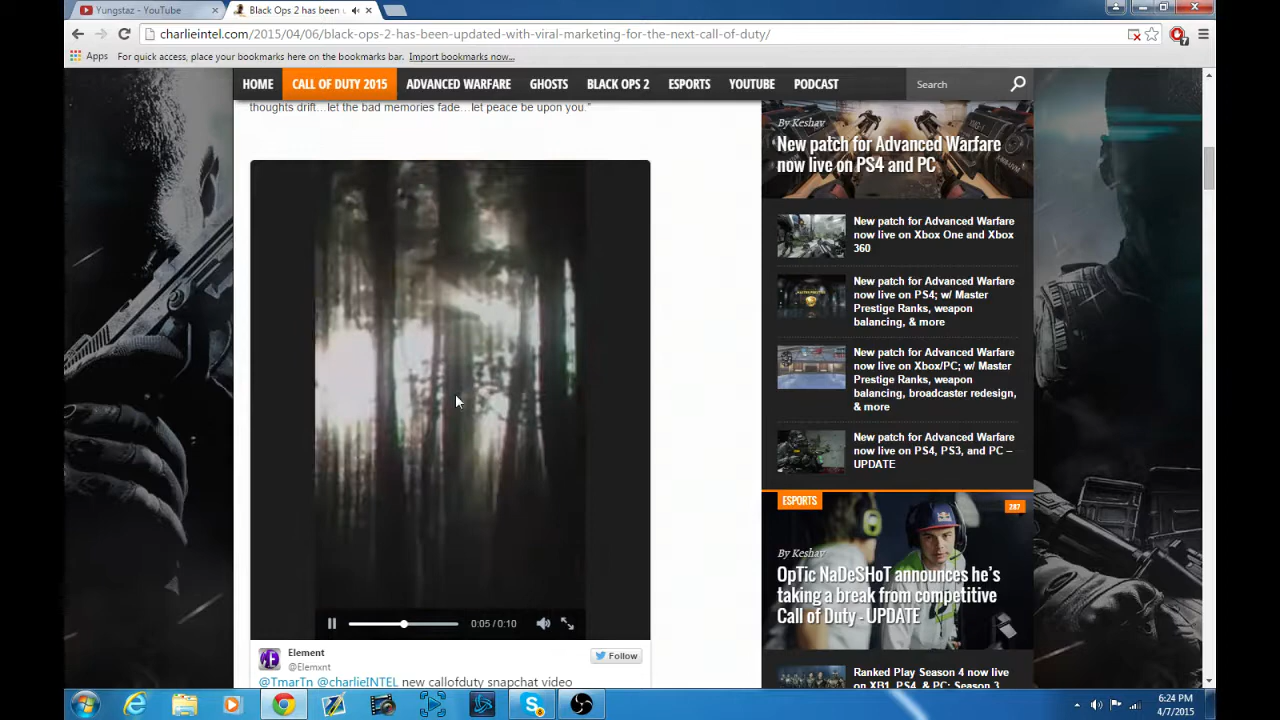 Yungstaz - YouTube
Black Ops 2 has been u
charlieintel.com/2015/04/06/black-ops-2-has-been-updated-with-viral-marketing-for-the-next-call-of-duty/
7
Apps
For quick access, place your bookmarks here on the bookmarks bar. Import bookmarks now...
HOME
CALL OF DUTY 2015
ADVANCED WARFARE
GHOSTS
BLACK OPS 2
ESPORTS
YOUTUBE
PODCAST
Search
thoughts drift...let the bad memories fade...let peace be upon you."
0:05 / 0:10
Element
@Elemxnt
Follow
@TmarTn @charlieINTEL new callofduty snapchat video
By Keshav
New patch for Advanced Warfare
now live on PS4 and PC
New patch for Advanced Warfare
now live on Xbox One and Xbox
360
New patch for Advanced Warfare
now live on PS4; w/ Master
Prestige Ranks, weapon
balancing, & more
New patch for Advanced Warfare
now live on Xbox/PC; w/ Master
Prestige Ranks, weapon
balancing, broadcaster redesign,
& more
New patch for Advanced Warfare
now live on PS4, PS3, and PC –
UPDATE
ESPORTS
287
By Keshav
OpTic NaDeSHoT announces he's
taking a break from competitive
Call of Duty - UPDATE
Ranked Play Season 4 now live
on XB1, PS4, & PC; Season 3
6:24 PM
4/7/2015